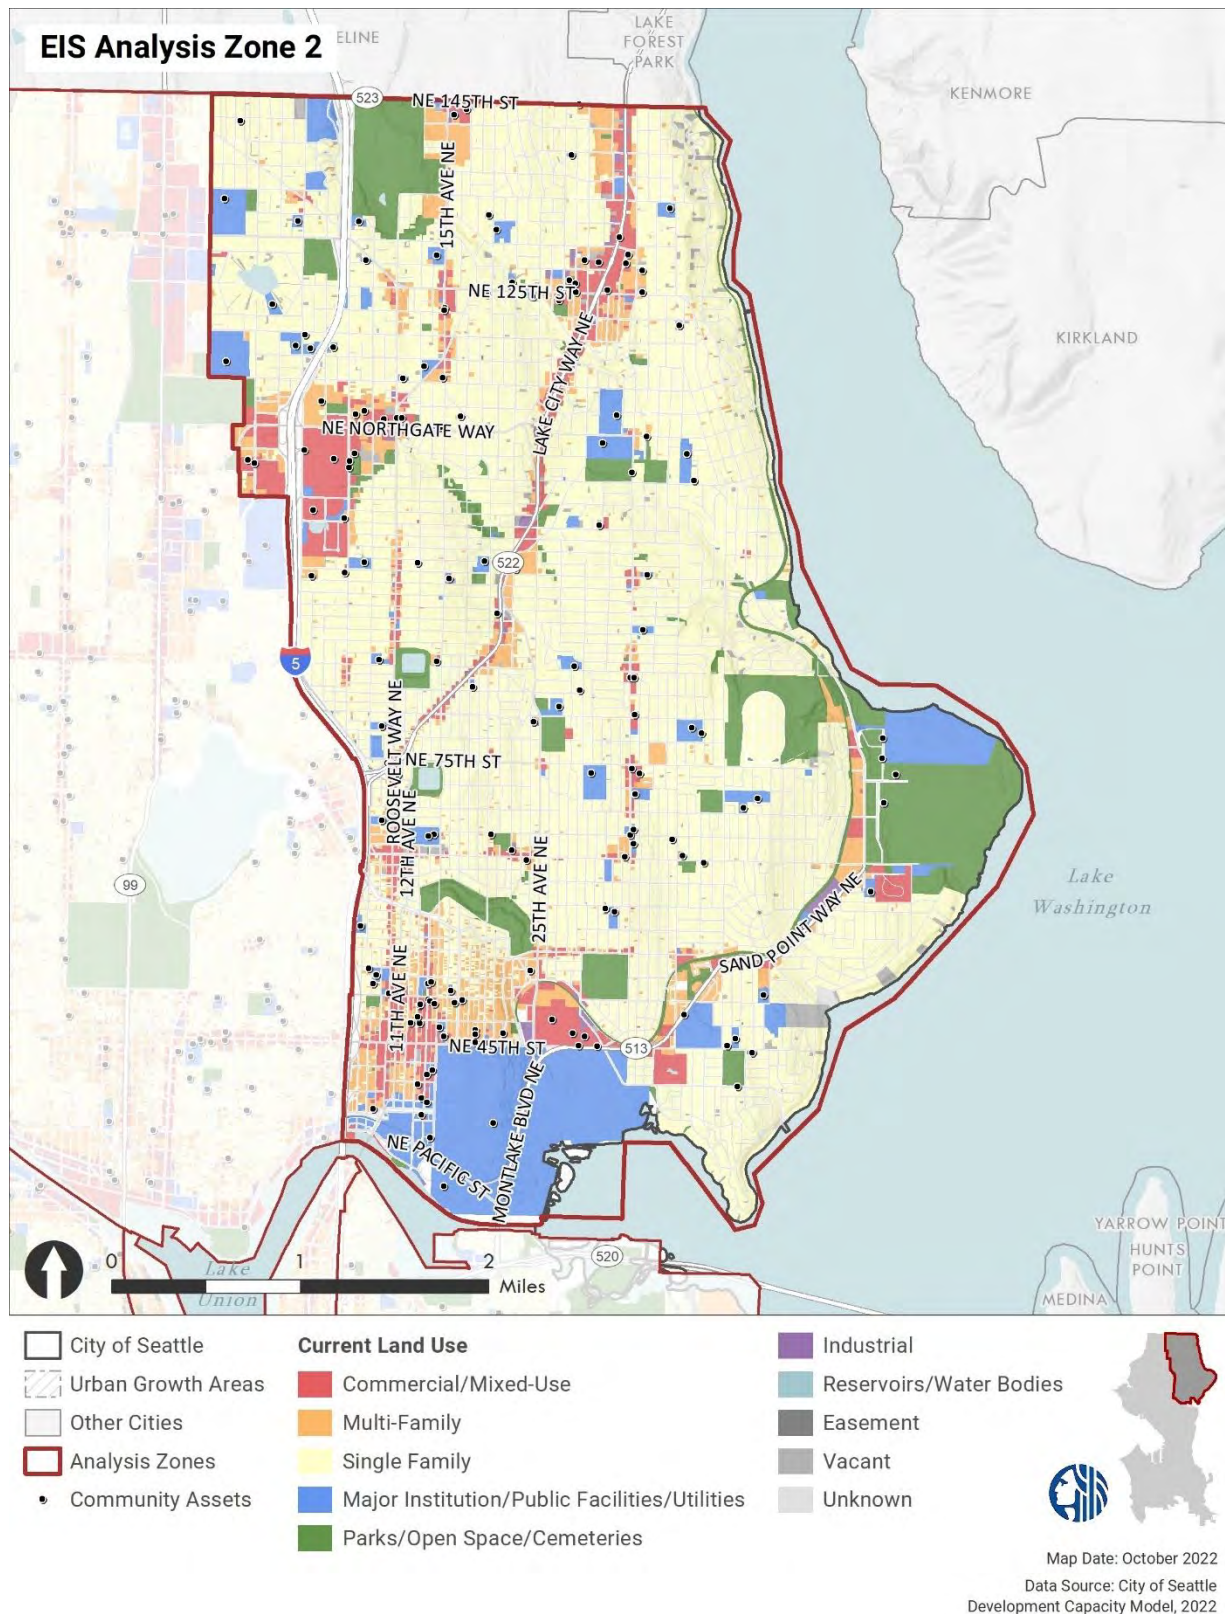 EIS Analysis Zone 2
ELINE
LAKE
FOREST
PARK
KENMORE
523
NE 145TH ST
15TH AVE NE
NE 125TH ST
KIRKLAND
LAKE CITY WAY NE
NE NORTHGATE WAY
522
5
ROOSEVELT WAY NE
NE 75TH ST
12TH AVE NE
25TH AVE NE
99
Lake
Washington
SAND POINT WAY NE
11TH AVE NE
NE 45TH ST
513
MONTLAKE BLVD NE
NE PACIFIC ST
YARROW POINT
HUNTS
POINT
520
MEDINA
Lake
Union
0 1 2
Miles
City of Seattle
Urban Growth Areas
Other Cities
Analysis Zones
Community Assets
Current Land Use
Commercial/Mixed-Use
Multi-Family
Single Family
Major Institution/Public Facilities/Utilities
Parks/Open Space/Cemeteries
Industrial
Reservoirs/Water Bodies
Easement
Vacant
Unknown
Map Date: October 2022
Data Source: City of Seattle
Development Capacity Model, 2022